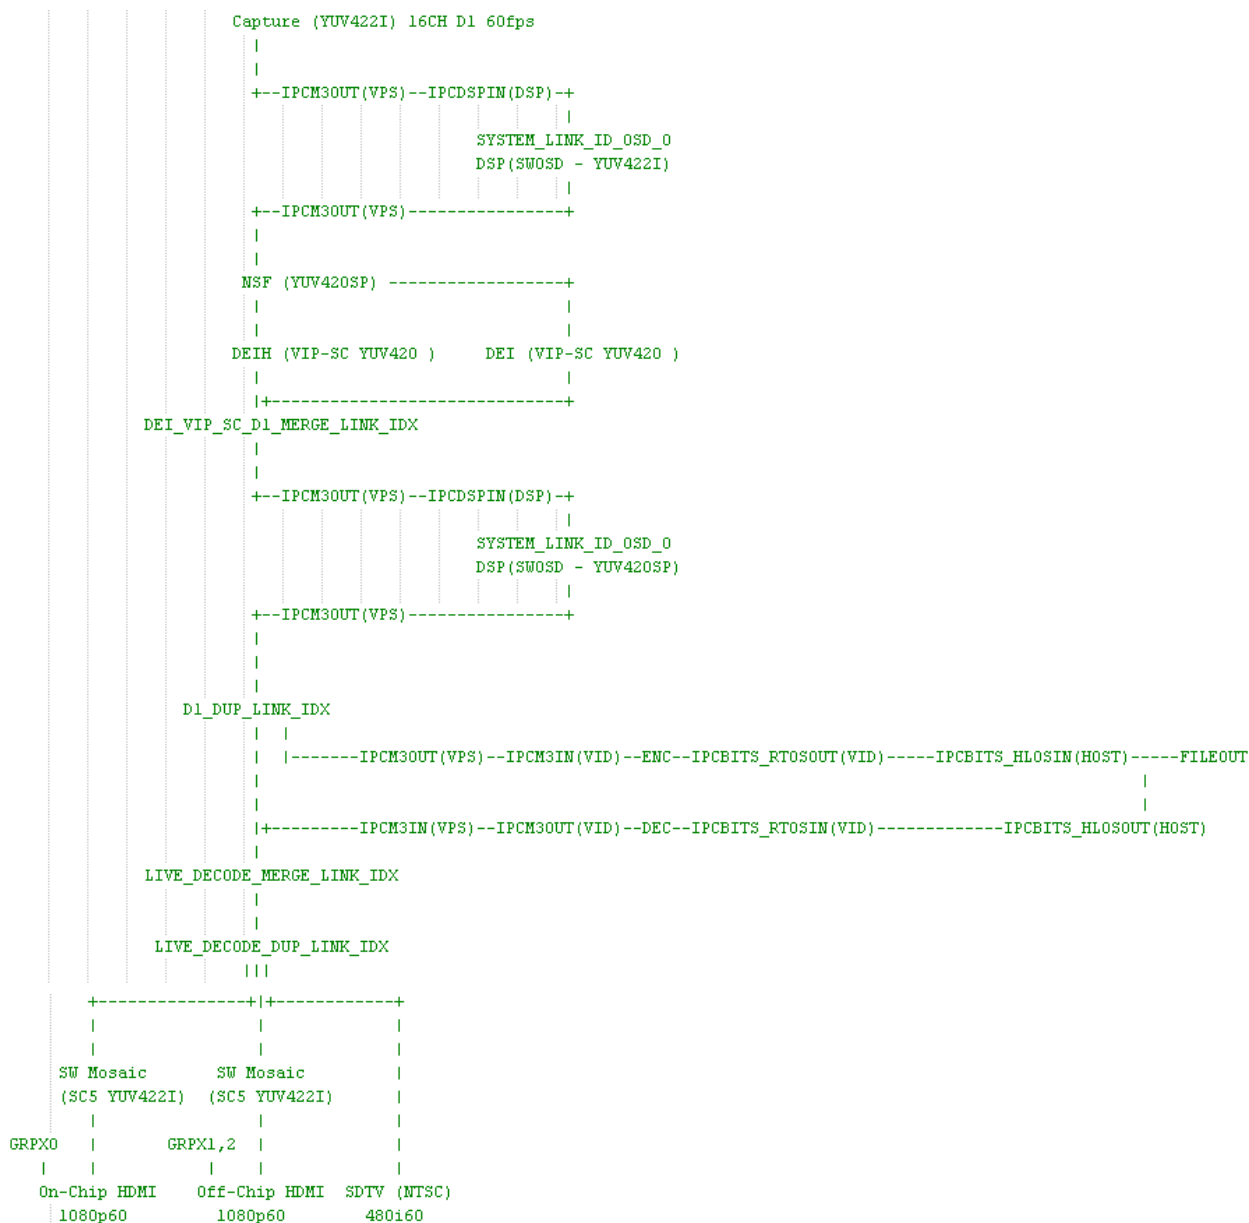 Capture (YUV422I) 16CH D1 60fps
+--IPCM3OUT(VPS)--IPCDSPIN(DSP)-+
SYSTEM_LINK_ID_OSD_0
DSP(SWOSD - YUV422I)
+--IPCM3OUT(VPS)----------------+
NSF (YUV420SP) ------------------+
DEIH (VIP-SC YUV420 ) DEI (VIP-SC YUV420 )
|+------------------------------+
DEI_VIP_SC_D1_MERGE_LINK_IDX
+--IPCM3OUT(VPS)--IPCDSPIN(DSP)-+
SYSTEM_LINK_ID_OSD_0
DSP(SWOSD - YUV420SP)
+--IPCM3OUT(VPS)----------------+
D1_DUP_LINK_IDX
|-------IPCM3OUT(VPS)--IPCM3IN(VID)--ENC--IPCBITS_RTOSOUT(VID)-----IPCBITS_HLOSIN(HOST)-----FILEOUT
|+---------IPCM3IN(VPS)--IPCM3OUT(VID)--DEC--IPCBITS_RTOSIN(VID)-------------IPCBITS_HLOSOUT(HOST)
LIVE_DECODE_MERGE_LINK_IDX
LIVE_DECODE_DUP_LINK_IDX
|||
+----------------+|+-------------+
SW Mosaic SW Mosaic
(SC5 YUV422I) (SC5 YUV422I)
GRPX0 GRPX1,2
On-Chip HDMI Off-Chip HDMI SDTV (NTSC)
1080p60 1080p60 480i60